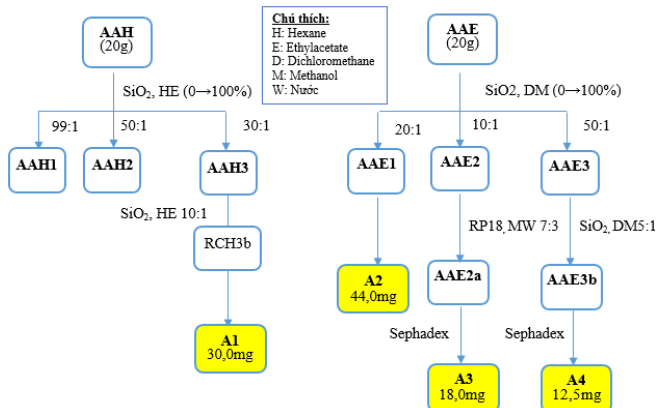 AAH
(20g)
Chú thích:
H: Hexane
E: Ethylacetate
D: Dichloromethane
M: Methanol
W: Nước
AAE
(20g)
SiO₂, HE (0→100%)
SiO2, DM (0→100%)
99:1
50:1
30:1
20:1
10:1
50:1
AAH1
AAH2
AAH3
AAE1
AAE2
AAE3
SiO₂, HE 10:1
RP18, MW 7:3
SiO₂, DM5:1
RCH3b
A2
44,0mg
AAE2a
AAE3b
Sephadex
Sephadex
A1
30,0mg
A3
18,0mg
A4
12,5mg